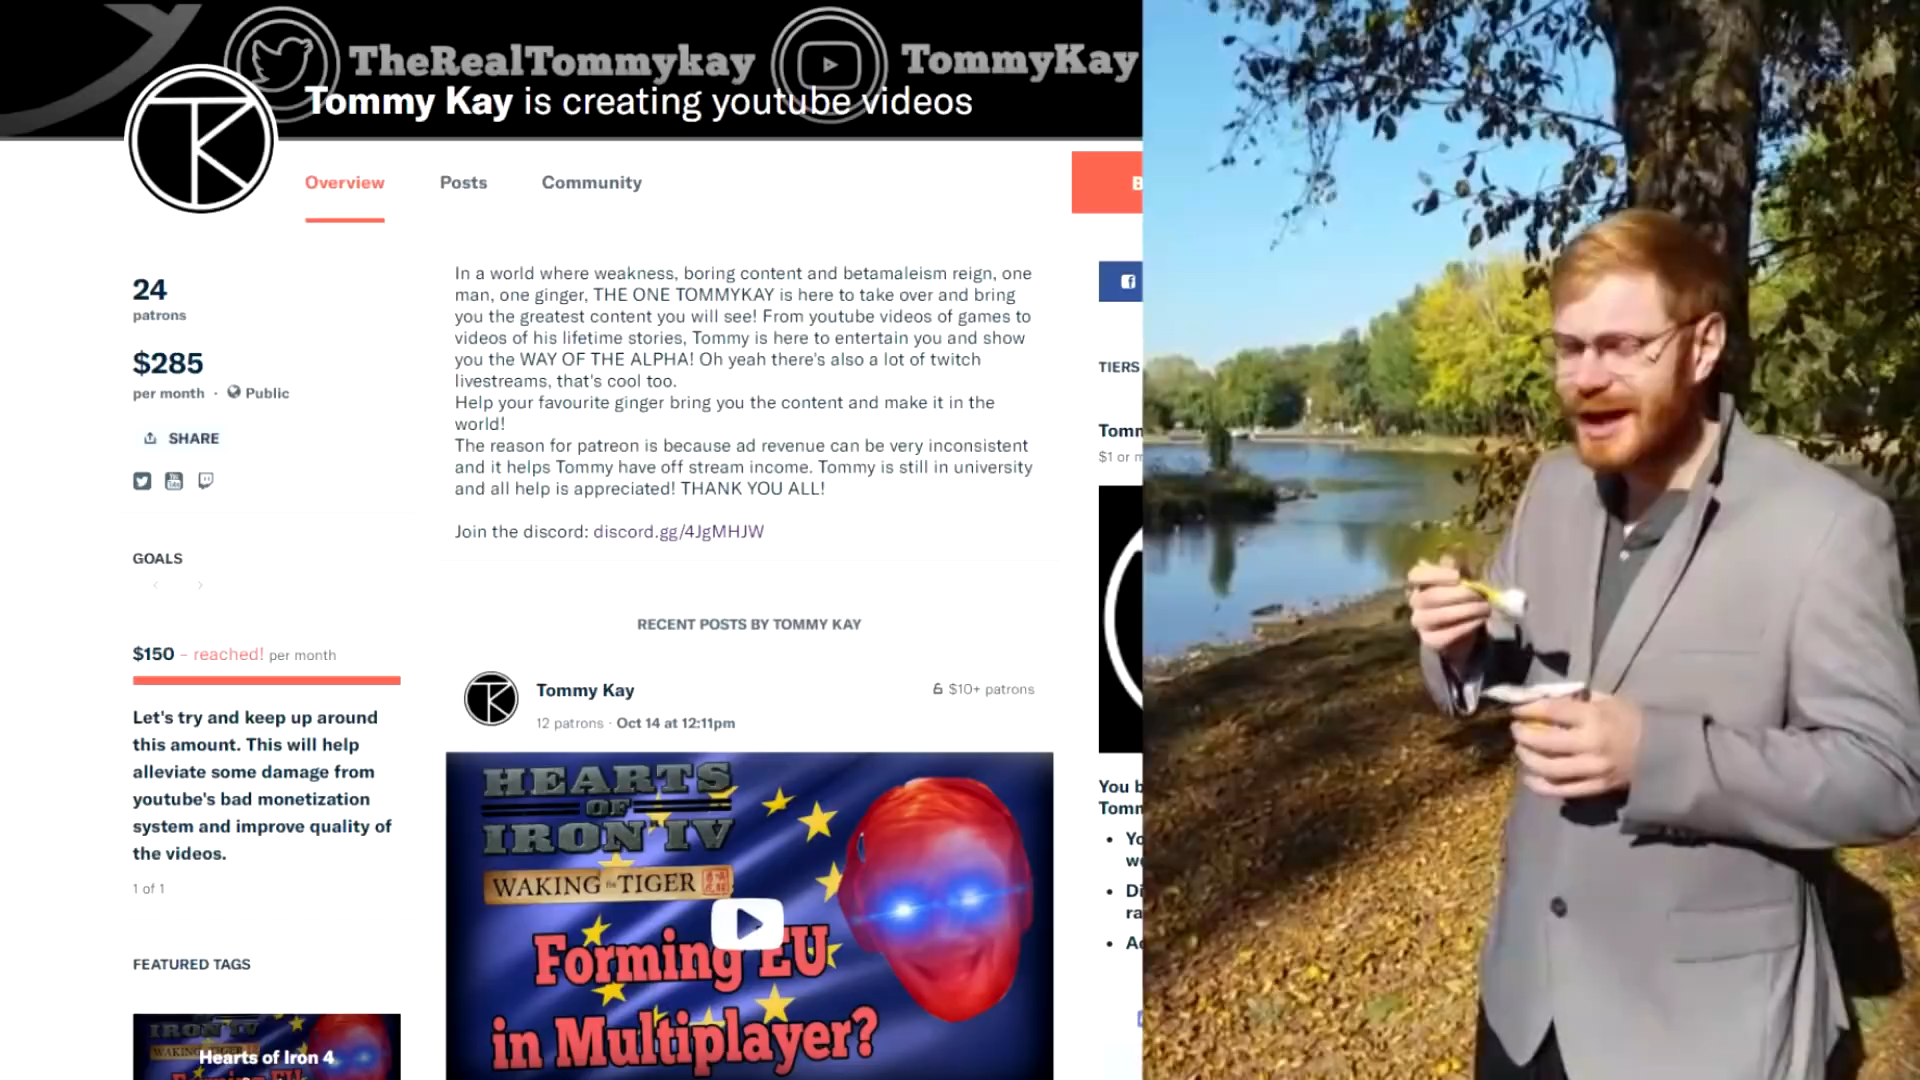 TheRealTommykay
TommyKay
Tommy Kay is creating youtube videos
TK
Overview
Posts
Community
24
patrons
$285
per month · Public
SHARE
GOALS
$150 – reached! per month
Let's try and keep up around
this amount. This will help
alleviate some damage from
youtube's bad monetization
system and improve quality of
the videos.
1 of 1
FEATURED TAGS
Hearts of Iron 4
In a world where weakness, boring content and betamaleism reign, one
man, one ginger, THE ONE TOMMYKAY is here to take over and bring
you the greatest content you will see! From youtube videos of games to
videos of his lifetime stories, Tommy is here to entertain you and show
you the WAY OF THE ALPHA! Oh yeah there's also a lot of twitch
livestreams, that's cool too.
Help your favourite ginger bring you the content and make it in the
world!
The reason for patreon is because ad revenue can be very inconsistent
and it helps Tommy have off stream income. Tommy is still in university
and all help is appreciated! THANK YOU ALL!
Join the discord: discord.gg/4JgMHJW
RECENT POSTS BY TOMMY KAY
TK
Tommy Kay
$10+ patrons
12 patrons · Oct 14 at 12:11pm
HEARTS
OF
IRON IV
WAKING THE TIGER
Forming EU
in Multiplayer?
TIERS
$1 or m
You b